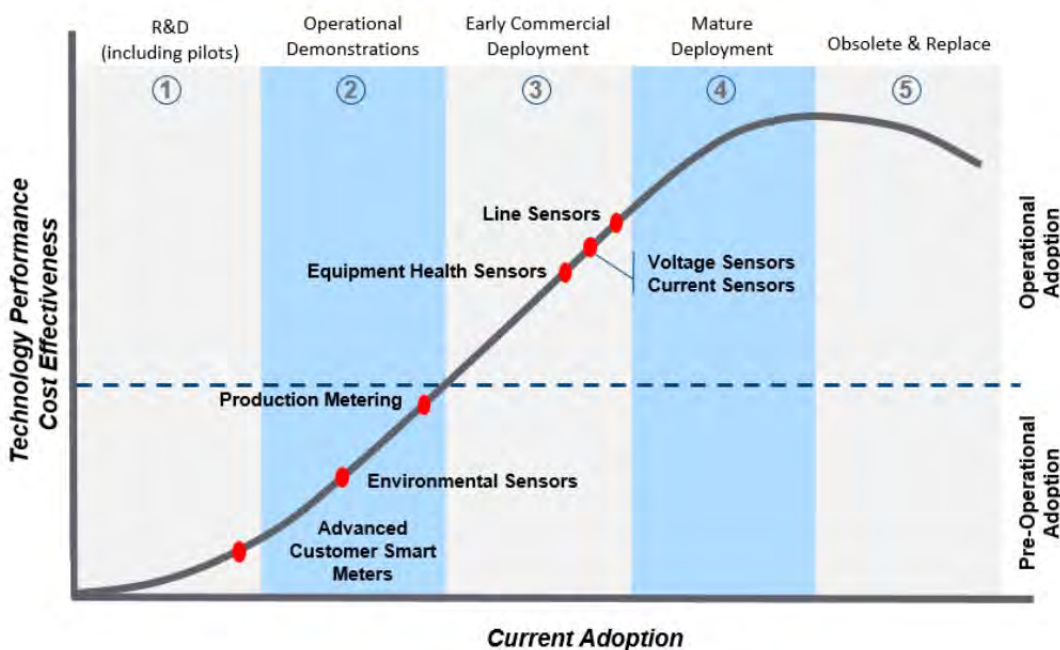 R&D
(including pilots)
Operational
Demonstrations
Early Commercial
Deployment
Mature
Deployment
Obsolete & Replace
1
2
3
4
5
Line Sensors
Voltage Sensors
Current Sensors
Equipment Health Sensors
Production Metering
Environmental Sensors
Advanced
Customer Smart
Meters
Technology Performance
Cost Effectiveness
Operational
Adoption
Pre-Operational
Adoption
Current Adoption